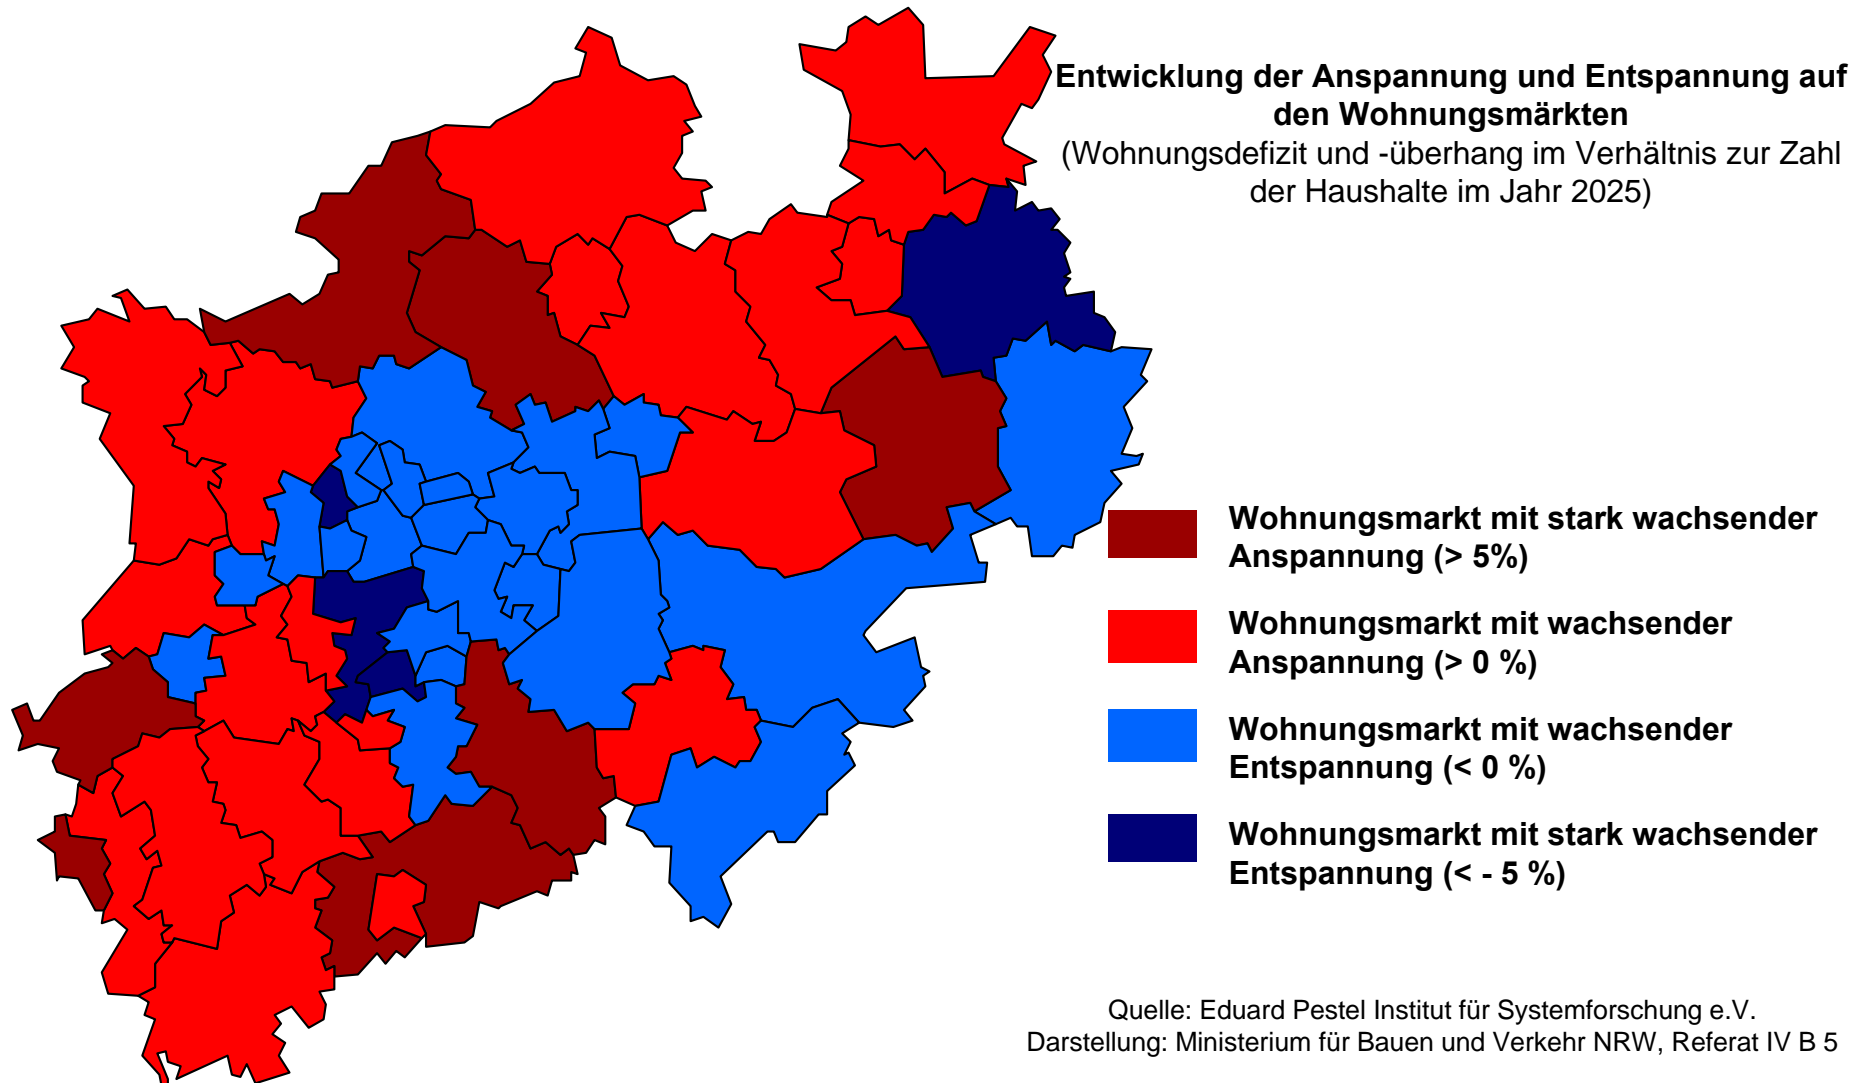 Entwicklung der Anspannung und Entspannung auf
den Wohnungsmärkten
(Wohnungsdefizit und -überhang im Verhältnis zur Zahl
der Haushalte im Jahr 2025)
Wohnungsmarkt mit stark wachsender
Anspannung (> 5%)
Wohnungsmarkt mit wachsender
Anspannung (> 0 %)
Wohnungsmarkt mit wachsender
Entspannung (< 0 %)
Wohnungsmarkt mit stark wachsender
Entspannung (< - 5 %)
Quelle: Eduard Pestel Institut für Systemforschung e.V.
Darstellung: Ministerium für Bauen und Verkehr NRW, Referat IV B 5